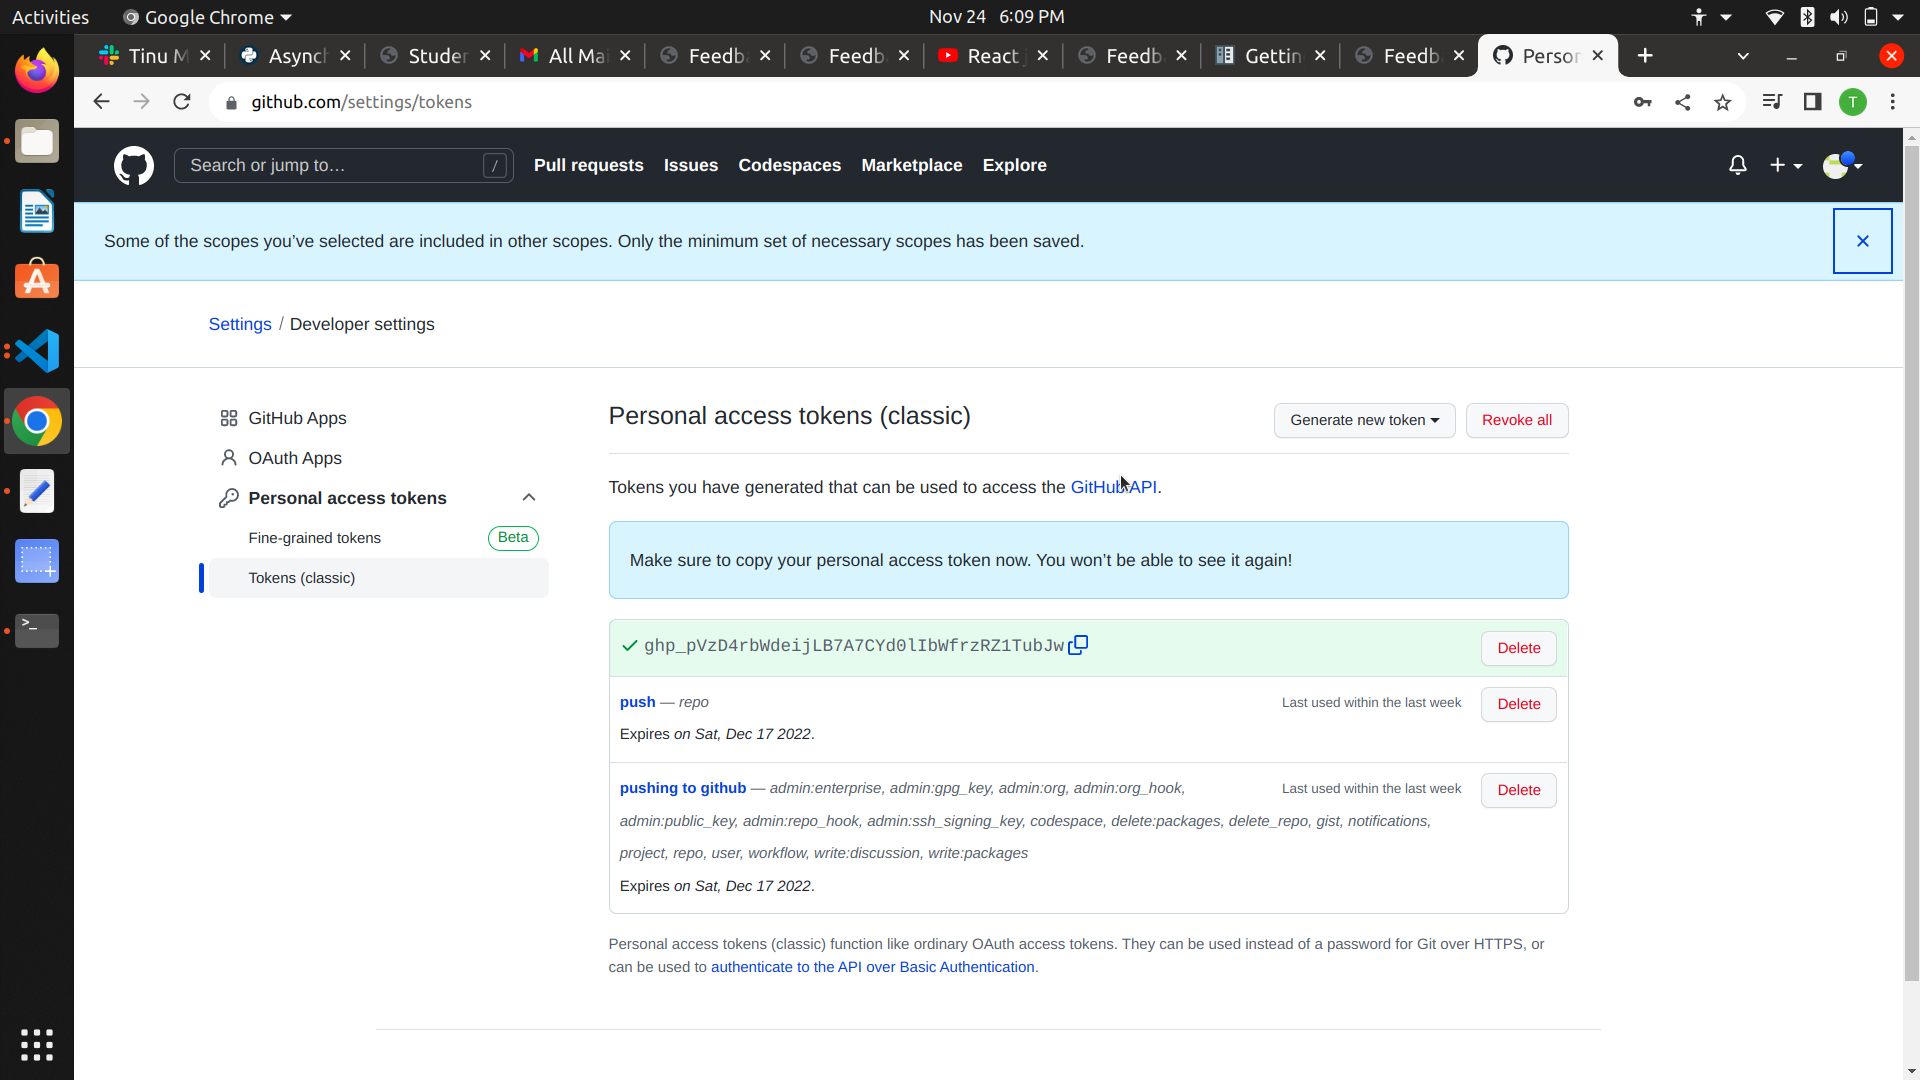 Activities
Google Chrome
Nov 24 6:09 PM
Tinu M
Asynch
Studer
All Mai
Feedba
Feedb
React j
Feedb
Gettin
Feedb
Person
github.com/settings/tokens
T
Search or jump to…
/
Pull requests
Issues
Codespaces
Marketplace
Explore
Some of the scopes you’ve selected are included in other scopes. Only the minimum set of necessary scopes has been saved.
Settings / Developer settings
GitHub Apps
OAuth Apps
Personal access tokens
Fine-grained tokens
Beta
Tokens (classic)
Personal access tokens (classic)
Generate new token
Revoke all
Tokens you have generated that can be used to access the GitHub API.
Make sure to copy your personal access token now. You won’t be able to see it again!
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
Delete
push — repo
Last used within the last week
Delete
Expires on Sat, Dec 17 2022.
pushing to github — admin:enterprise, admin:gpg_key, admin:org, admin:org_hook,
Last used within the last week
Delete
admin:public_key, admin:repo_hook, admin:ssh_signing_key, codespace, delete:packages, delete_repo, gist, notifications,
project, repo, user, workflow, write:discussion, write:packages
Expires on Sat, Dec 17 2022.
Personal access tokens (classic) function like ordinary OAuth access tokens. They can be used instead of a password for Git over HTTPS, or
can be used to authenticate to the API over Basic Authentication.